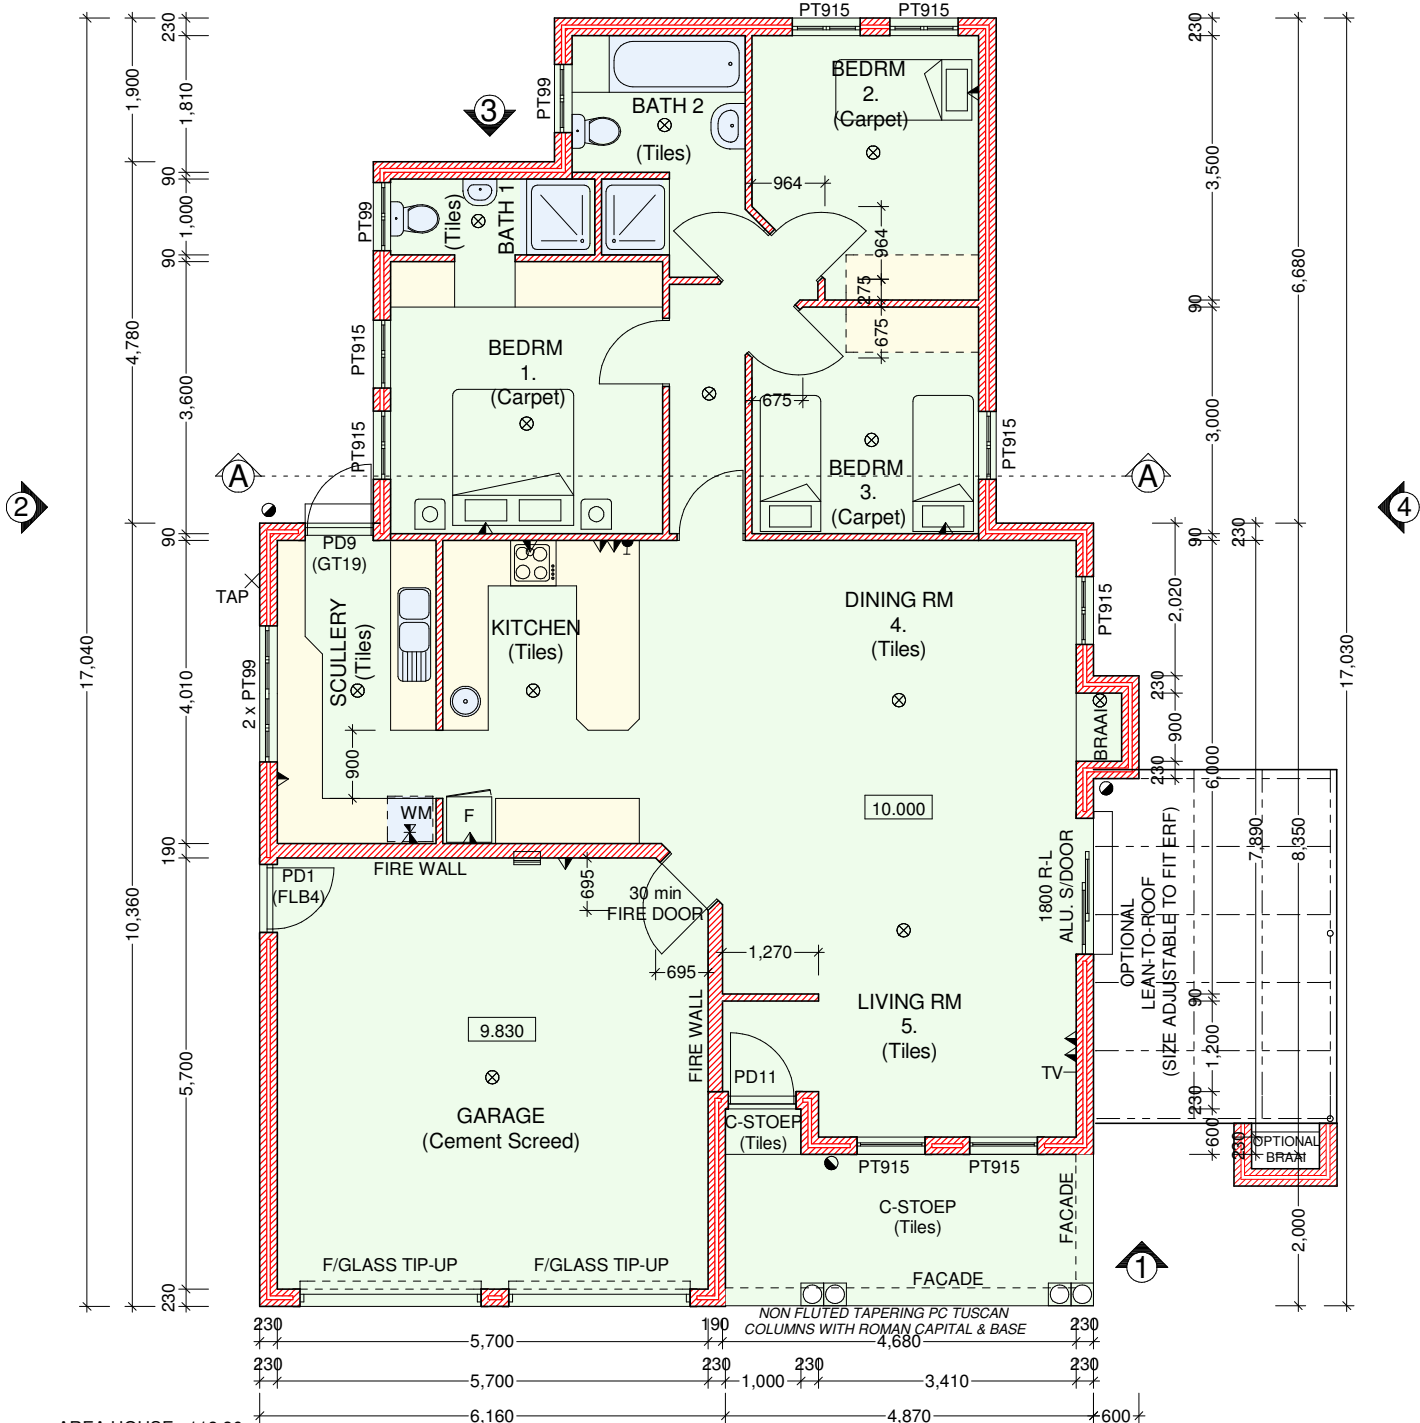 PT915
PT915
230
230
1,900
1,810
PT99
3
BATH 2
(Tiles)
BEDRM
2.
(Carpet)
90
PT99
1,000
(Tiles)
BATH 1
964
964
3,500
90
275
675
90
6,680
4,780
PT915
BEDRM
1.
(Carpet)
3,600
PT915
675
3,000
PT915
BEDRM
3.
(Carpet)
A
A
2
4
90
PD9
(GT19)
90
230
TAP
SCULLERY
(Tiles)
KITCHEN
(Tiles)
DINING RM
4.
(Tiles)
PT915
2,020
17,040
4,010
2 x PT99
17,030
230
BRAAI
900
900
230
6,000
WM
F
10.000
190
FIRE WALL
PD1
(FLB4)
695
30 min
FIRE DOOR
1800 R-L
ALU. S/DOOR
OPTIONAL
LEAN-TO-ROOF
(SIZE ADJUSTABLE TO FIT ERF)
7,890
8,350
10,360
695
1,270
90
FIRE WALL
LIVING RM
5.
(Tiles)
9.830
1,200
5,700
TV
PD11
230
GARAGE
(Cement Screed)
C-STOEP
(Tiles)
600
230
OPTIONAL
BRAAI
PT915
PT915
C-STOEP
(Tiles)
FACADE
2,000
1
F/GLASS TIP-UP
F/GLASS TIP-UP
FACADE
230
NON FLUTED TAPERING PC TUSCAN
COLUMNS WITH ROMAN CAPITAL & BASE
230
5,700
190
4,680
230
230
5,700
230
1,000
230
3,410
230
6,160
4,870
600